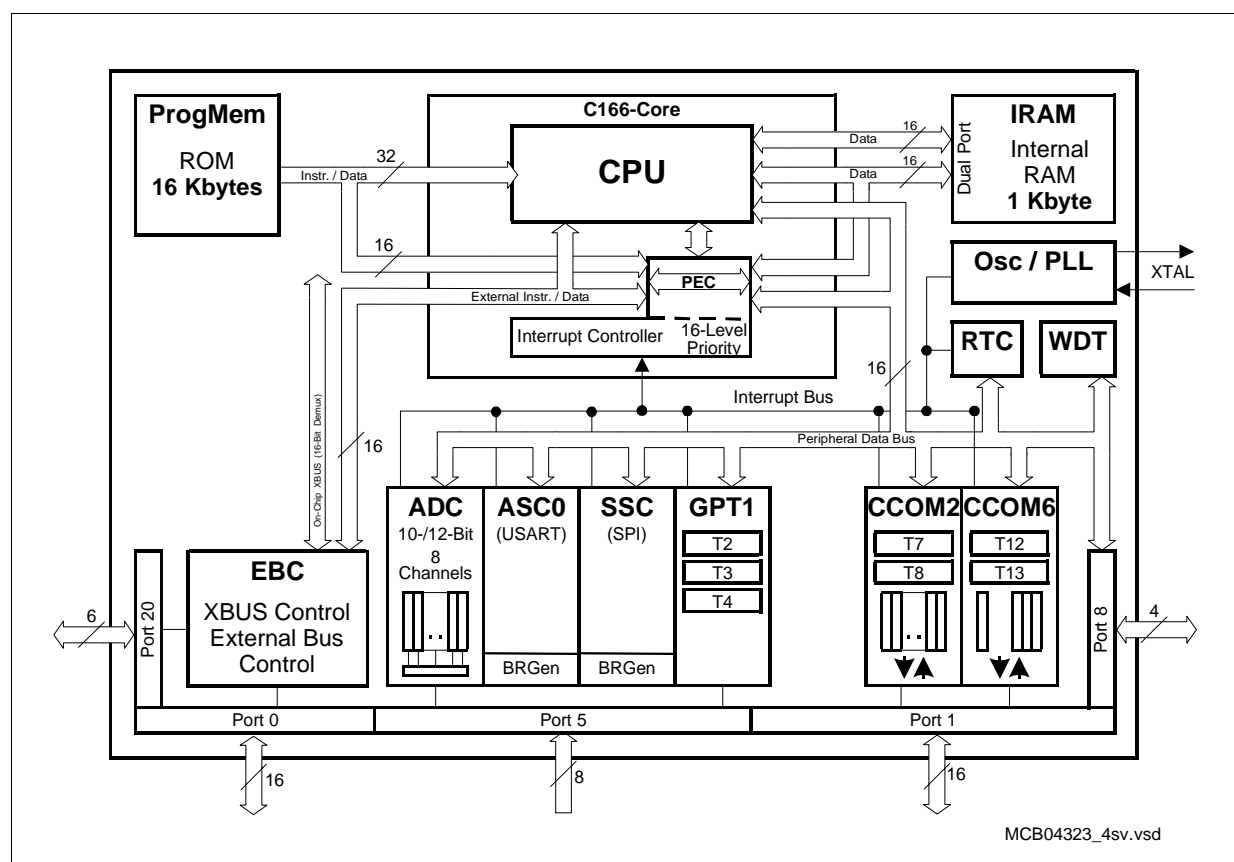 C166-Core
ProgMem
ROM
16 Kbytes
32
Instr. / Data
CPU
16
Data
16
Data
Dual Port
IRAM
Internal
RAM
1 Kbyte
16
PEC
External Instr. / Data
Interrupt Controller
16-Level
Priority
Osc / PLL
XTAL
RTC
WDT
16
Interrupt Bus
Peripheral Data Bus
On-Chip XBUS (16-Bit Demux)
16
EBC
XBUS Control
External Bus
Control
6
Port 20
ADC
10-/12-Bit
8
Channels
. .
ASC0
(USART)
BRGen
SSC
(SPI)
BRGen
GPT1
T2
T3
T4
CCOM2
T7
T8
. .
CCOM6
T12
T13
. .
Port 8
4
Port 0
Port 5
Port 1
16
8
16
MCB04323_4sv.vsd